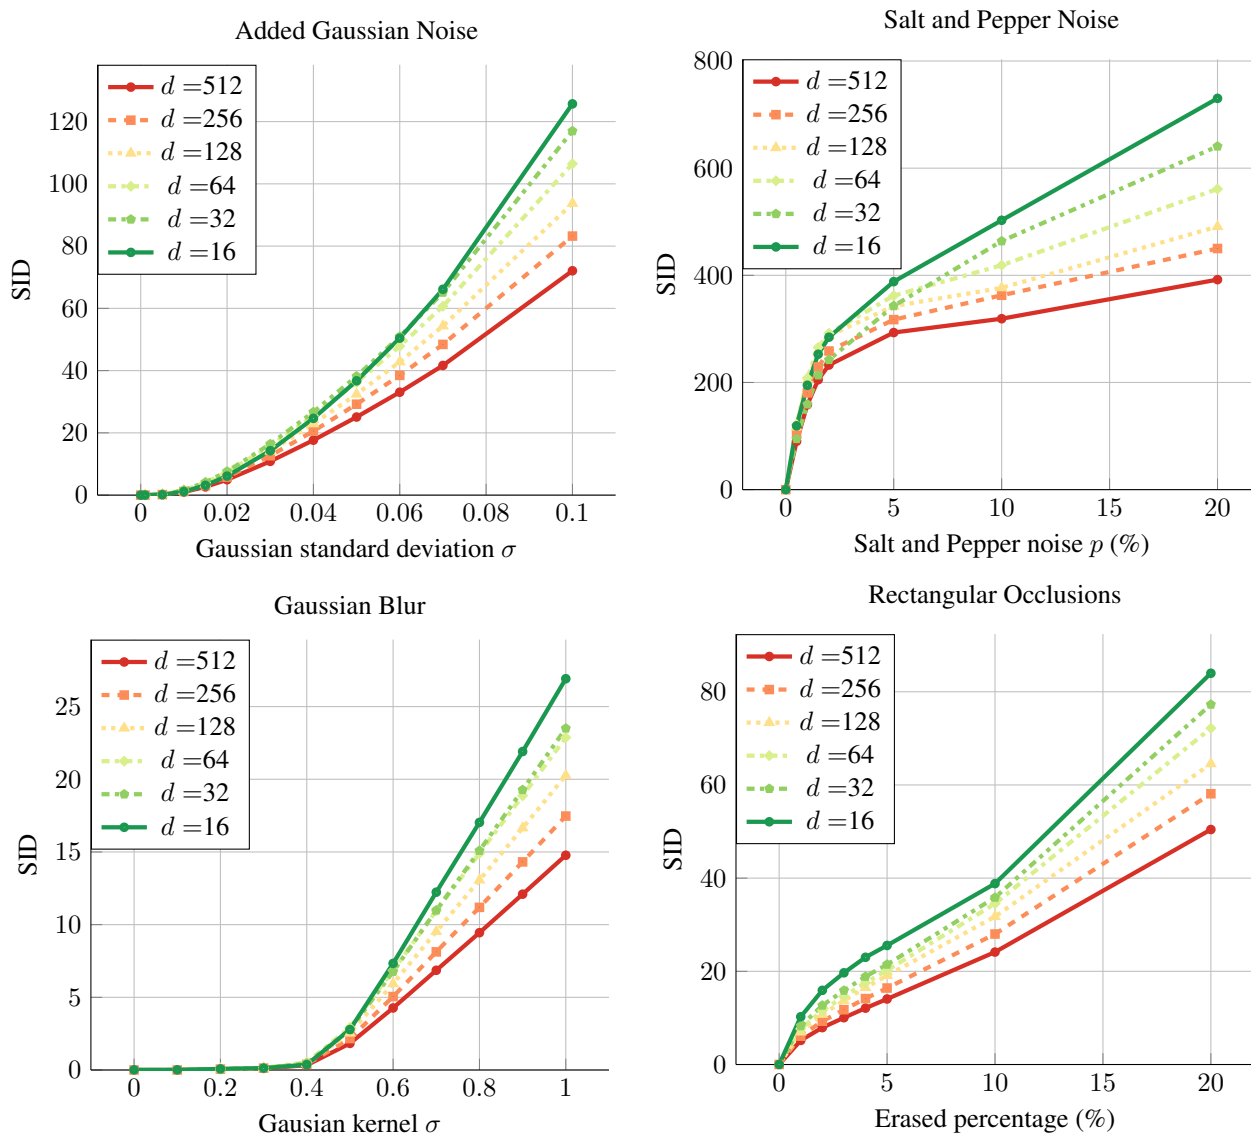 Added Gaussian Noise
d =512
d =256
d =128
d =64
d =32
d =16
SID
0
20
40
60
80
100
120
0
0.02
0.04
0.06
0.08
0.1
Gaussian standard deviation σ
Salt and Pepper Noise
d =512
d =256
d =128
d =64
d =32
d =16
SID
0
200
400
600
800
0
5
10
15
20
Salt and Pepper noise p (%)
Gaussian Blur
d =512
d =256
d =128
d =64
d =32
d =16
SID
0
5
10
15
20
25
0
0.2
0.4
0.6
0.8
1
Gausian kernel σ
Rectangular Occlusions
d =512
d =256
d =128
d =64
d =32
d =16
SID
0
20
40
60
80
0
5
10
15
20
Erased percentage (%)